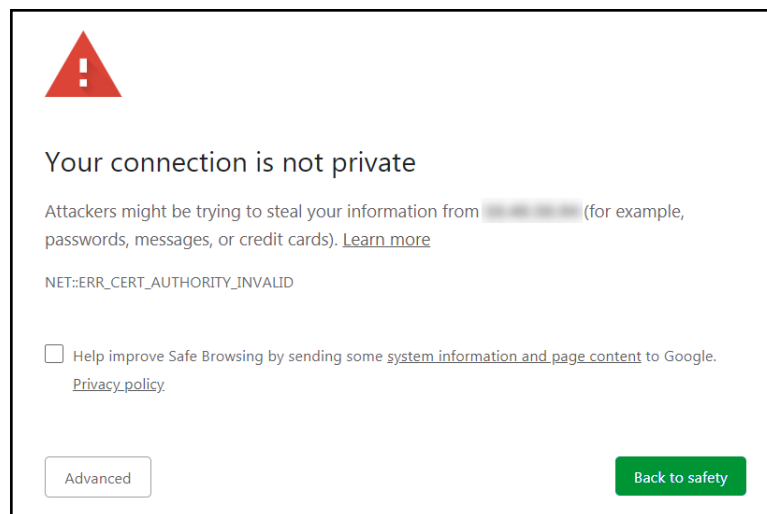 Your connection is not private
Attackers might be trying to steal your information from (for example,
passwords, messages, or credit cards). Learn more
NET::ERR_CERT_AUTHORITY_INVALID
Help improve Safe Browsing by sending some system information and page content to Google.
Privacy policy
Advanced
Back to safety